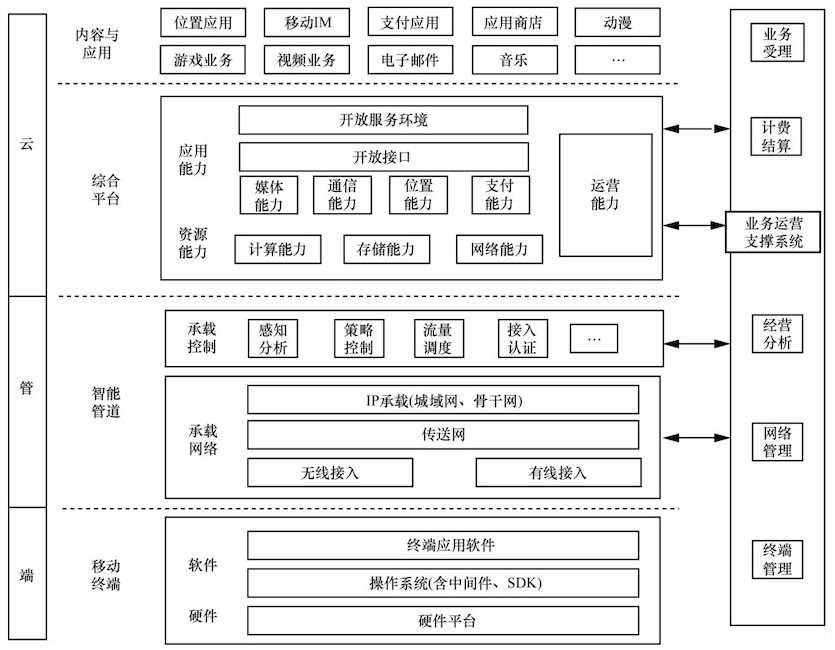 云
管
端
内容与
应用
位置应用
移动IM
支付应用
应用商店
动漫
游戏业务
视频业务
电子邮件
音乐
…
综合
平台
应用
能力
开放服务环境
开放接口
媒体
能力
通信
能力
位置
能力
支付
能力
运营
能力
资源
能力
计算能力
存储能力
网络能力
智能
管道
承载
控制
感知
分析
策略
控制
流量
调度
接入
认证
…
承载
网络
IP承载(城域网、骨干网)
传送网
无线接入
有线接入
移动
终端
软件
终端应用软件
操作系统(含中间件、SDK)
硬件
硬件平台
业务
受理
计费
结算
业务运营
支撑系统
经营
分析
网络
管理
终端
管理